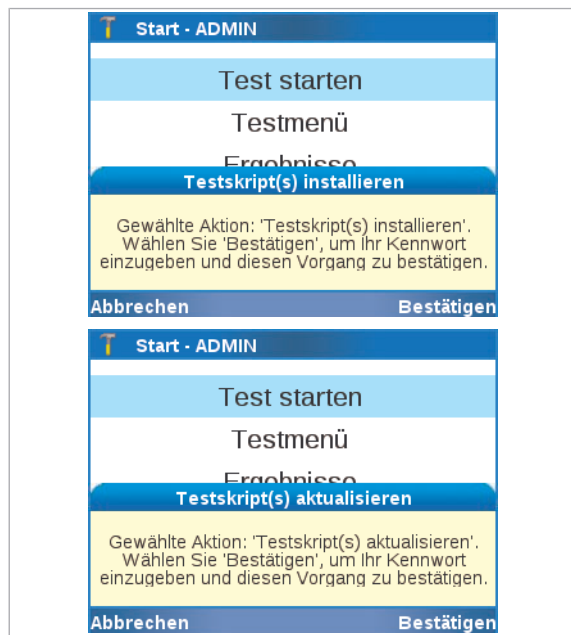 Start - ADMIN
Test starten
Testmenü
Ergebnisse
Testskript(s) installieren
Gewählte Aktion: 'Testskript(s) installieren'.
Wählen Sie 'Bestätigen', um Ihr Kennwort
einzugeben und diesen Vorgang zu bestätigen.
Abbrechen Bestätigen
Start - ADMIN
Test starten
Testmenü
Ergebnisse
Testskript(s) aktualisieren
Gewählte Aktion: 'Testskript(s) aktualisieren'.
Wählen Sie 'Bestätigen', um Ihr Kennwort
einzugeben und diesen Vorgang zu bestätigen.
Abbrechen Bestätigen